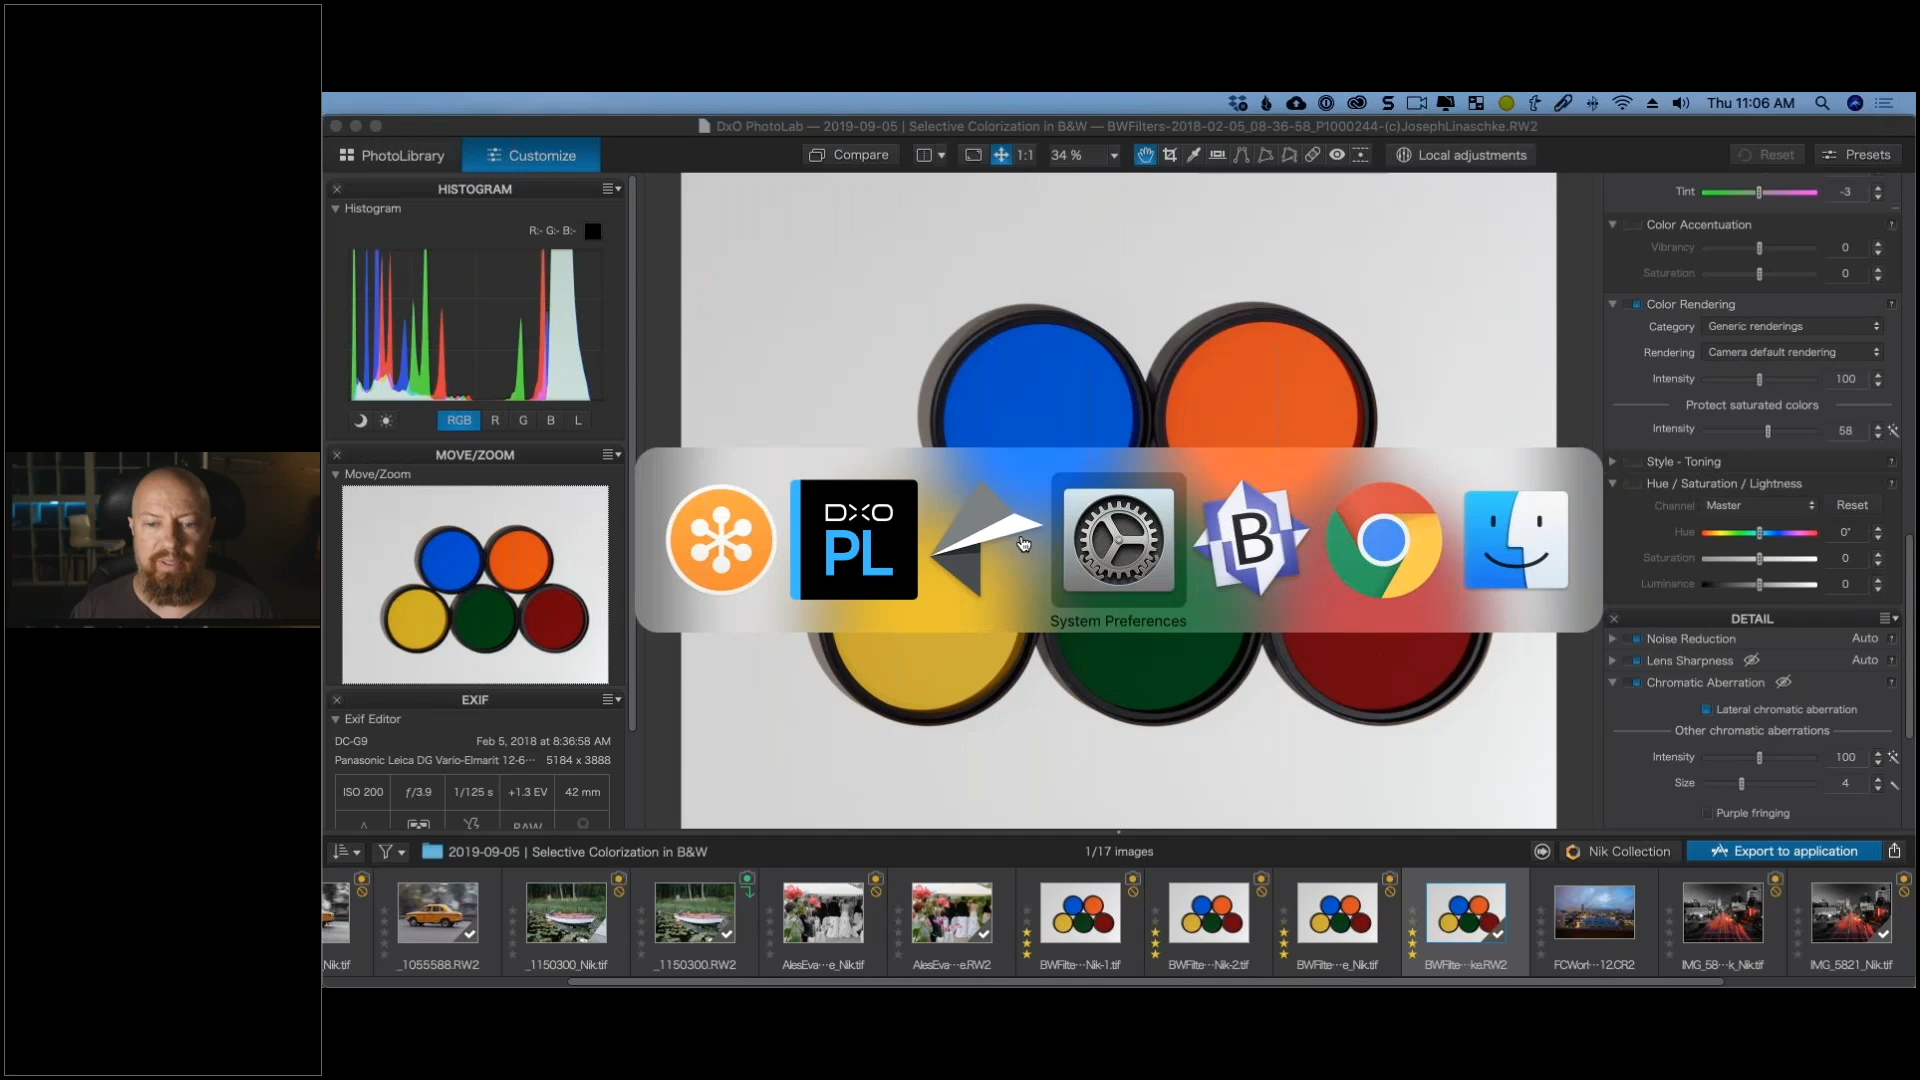 Thu 11:06 AM
DxO PhotoLab — 2019-09-05 | Selective Colorization in B&W — BWFilters-2018-02-05_08-36-58_P1000244-(c)JosephLinaschke.RW2
PhotoLibrary
Customize
Compare
1:1
34 %
Local adjustments
Reset
Presets
HISTOGRAM
Histogram
R:- G:- B:-
RGB R G B L
MOVE/ZOOM
Move/Zoom
EXIF
Exif Editor
DC-G9 Feb 5, 2018 at 8:36:58 AM
Panasonic Leica DG Vario-Elmarit 12-6··· 5184 x 3888
ISO 200 ƒ/3.9 1/125 s +1.3 EV 42 mm
RAW
DXO
PL
B
System Preferences
Tint -3
Color Accentuation ?
Vibrancy 0
Saturation 0
Color Rendering ?
Category Generic renderings
Rendering Camera default rendering
Intensity 100
Protect saturated colors
Intensity 58
Style - Toning ?
Hue / Saturation / Lightness ?
Channel Master Reset
Hue 0°
Saturation 0
Luminance 0
DETAIL
Noise Reduction Auto ?
Lens Sharpness Auto ?
Chromatic Aberration ?
Lateral chromatic aberration
Other chromatic aberrations
Intensity 100
Size 4
Purple fringing
2019-09-05 | Selective Colorization in B&W
1/17 images
Nik Collection
Export to application
Nik.tif
_1055588.RW2
_1150300_Nik.tif
_1150300.RW2
AlesEva···e_Nik.tif
AlesEva···e.RW2
BWFilte···Nik-1.tif
BWFilte···Nik-2.tif
BWFilte···e_Nik.tif
BWFilte···ke.RW2
FCWorl···12.CR2
IMG_58···k_Nik.tif
IMG_5821_Nik.tif